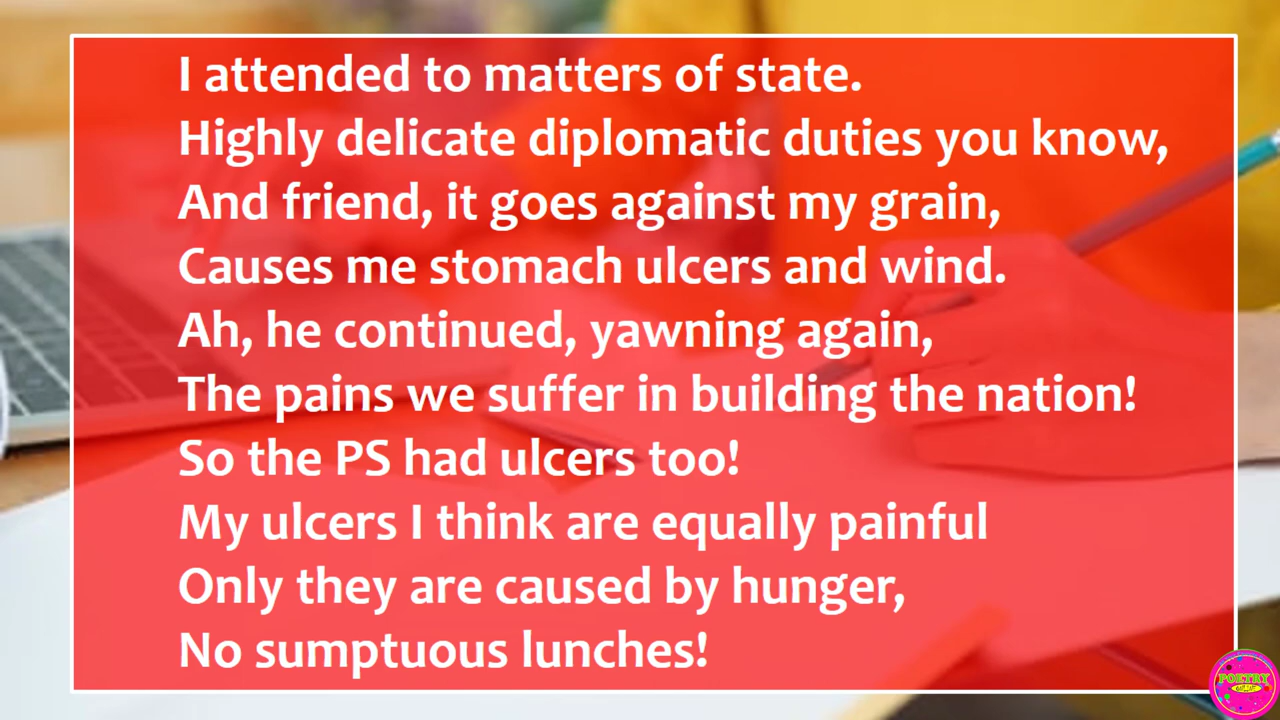 I attended to matters of state.
Highly delicate diplomatic duties you know,
And friend, it goes against my grain,
Causes me stomach ulcers and wind.
Ah, he continued, yawning again,
The pains we suffer in building the nation!
So the PS had ulcers too!
My ulcers I think are equally painful
Only they are caused by hunger,
No sumptuous lunches!
POETRY